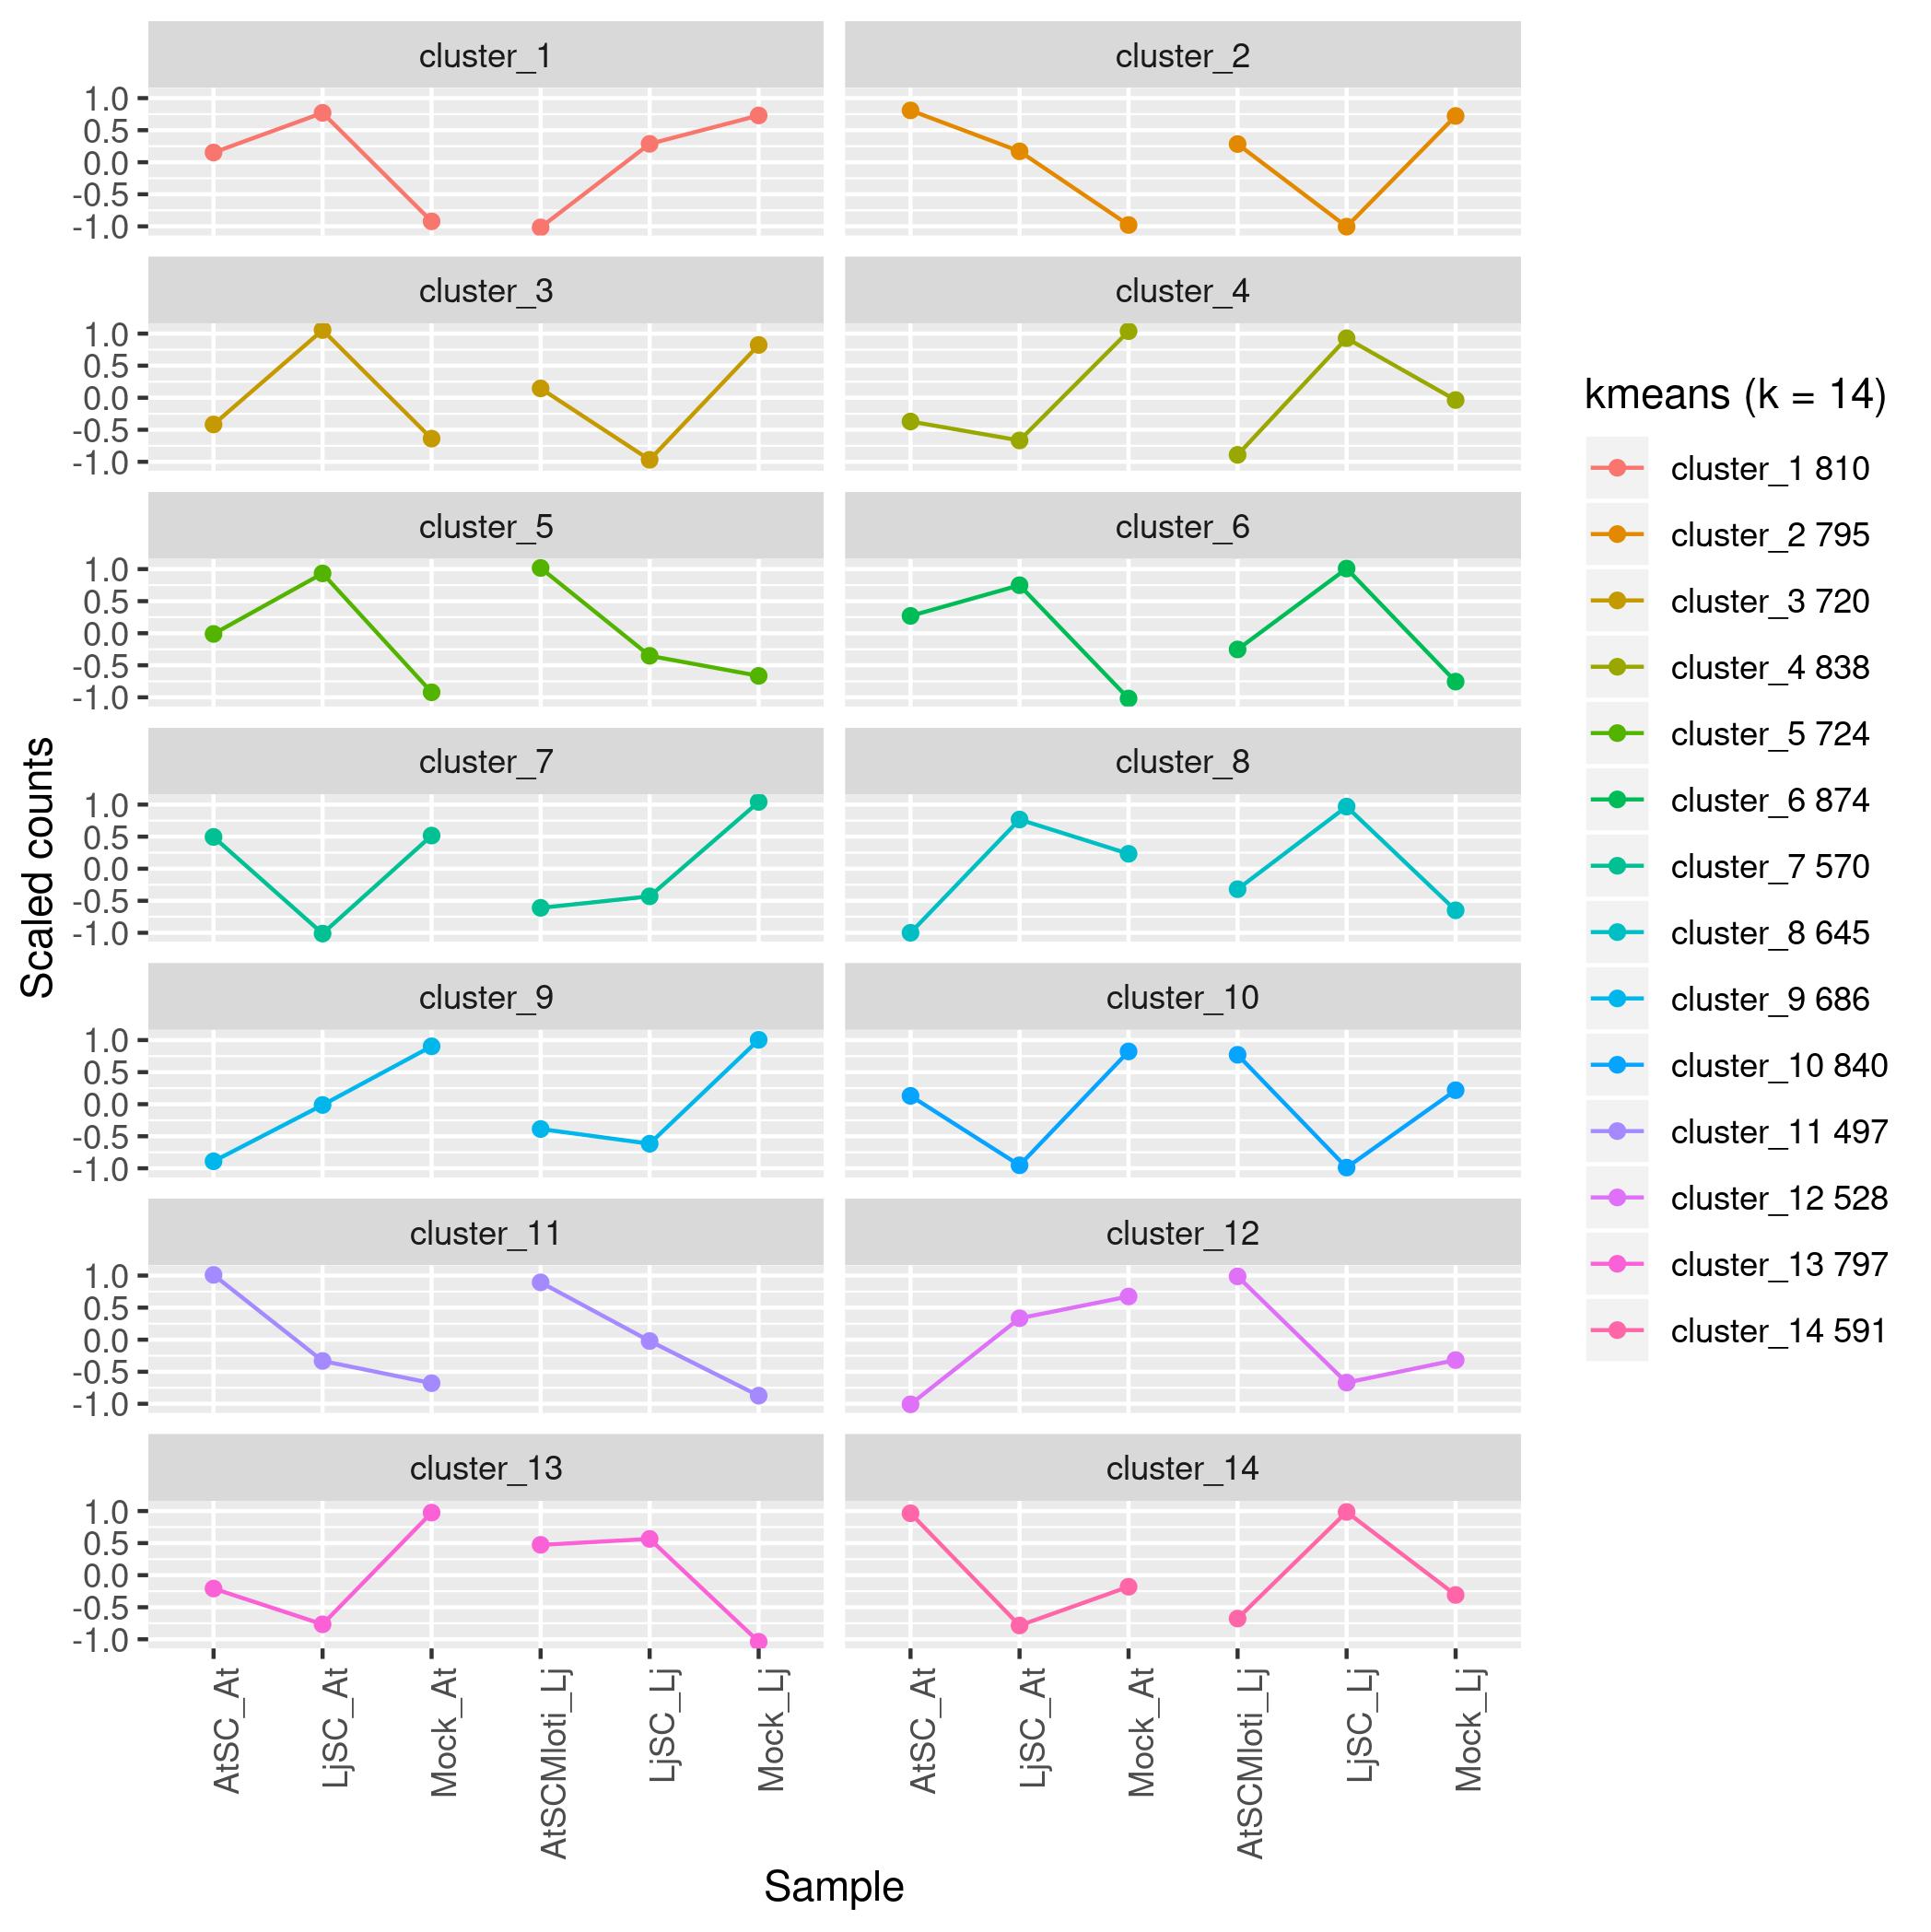 cluster_1
cluster_2
1.0
0.5
0.0
-0.5
-1.0
cluster_3
cluster_4
1.0
0.5
0.0
-0.5
-1.0
cluster_5
cluster_6
1.0
0.5
0.0
-0.5
-1.0
cluster_7
cluster_8
1.0
0.5
0.0
-0.5
-1.0
cluster_9
cluster_10
1.0
0.5
0.0
-0.5
-1.0
cluster_11
cluster_12
1.0
0.5
0.0
-0.5
-1.0
cluster_13
cluster_14
1.0
0.5
0.0
-0.5
-1.0
AtSC_At
LjSC_At
Mock_At
AtSCMloti_Lj
LjSC_Lj
Mock_Lj
AtSC_At
LjSC_At
Mock_At
AtSCMloti_Lj
LjSC_Lj
Mock_Lj
Sample
Scaled counts
kmeans (k = 14)
cluster_1 810
cluster_2 795
cluster_3 720
cluster_4 838
cluster_5 724
cluster_6 874
cluster_7 570
cluster_8 645
cluster_9 686
cluster_10 840
cluster_11 497
cluster_12 528
cluster_13 797
cluster_14 591